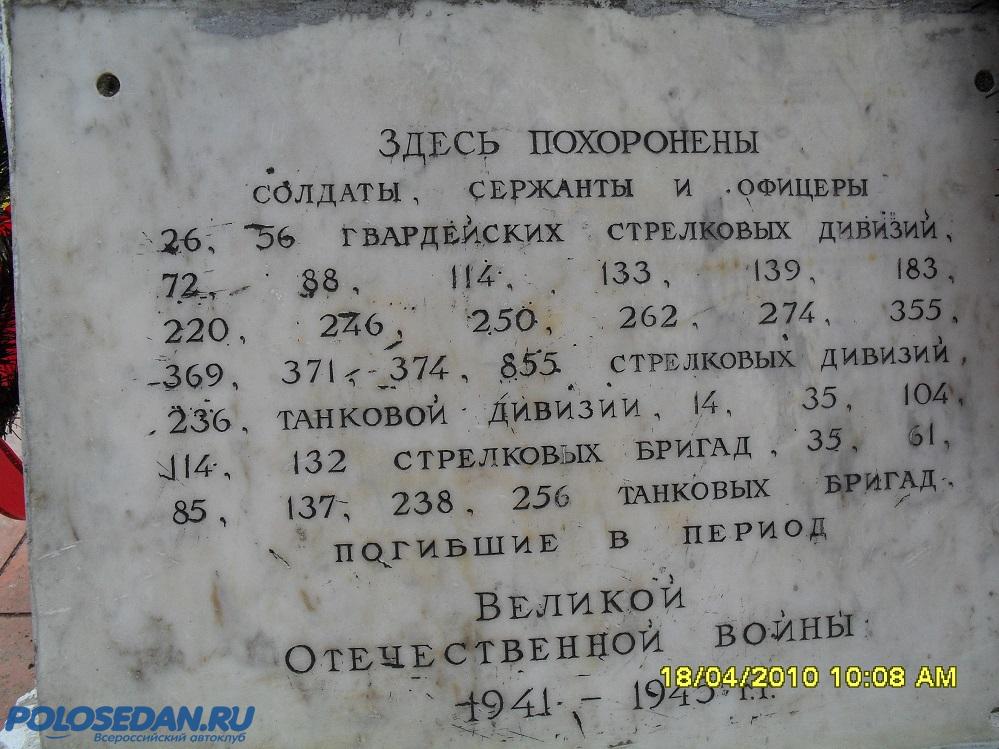 Здесь похоронены
солдаты, сержанты и офицеры
26, 56 гвардейских стрелковых дивизий,
72, 88, 114, 133, 139, 183,
220, 246, 250, 262, 274, 355,
369, 371, 374, 855 стрелковых дивизий,
236, танковой дивизии, 14, 35, 104,
114, 132 стрелковых бригад, 35, 61,
85, 137, 238, 256 танковых бригад,
погибшие в период
Великой
Отечественной войны
1941 - 1945 г.г.
18/04/2010 10:08 AM
POLOSEDAN.RU
Всероссийский автоклуб